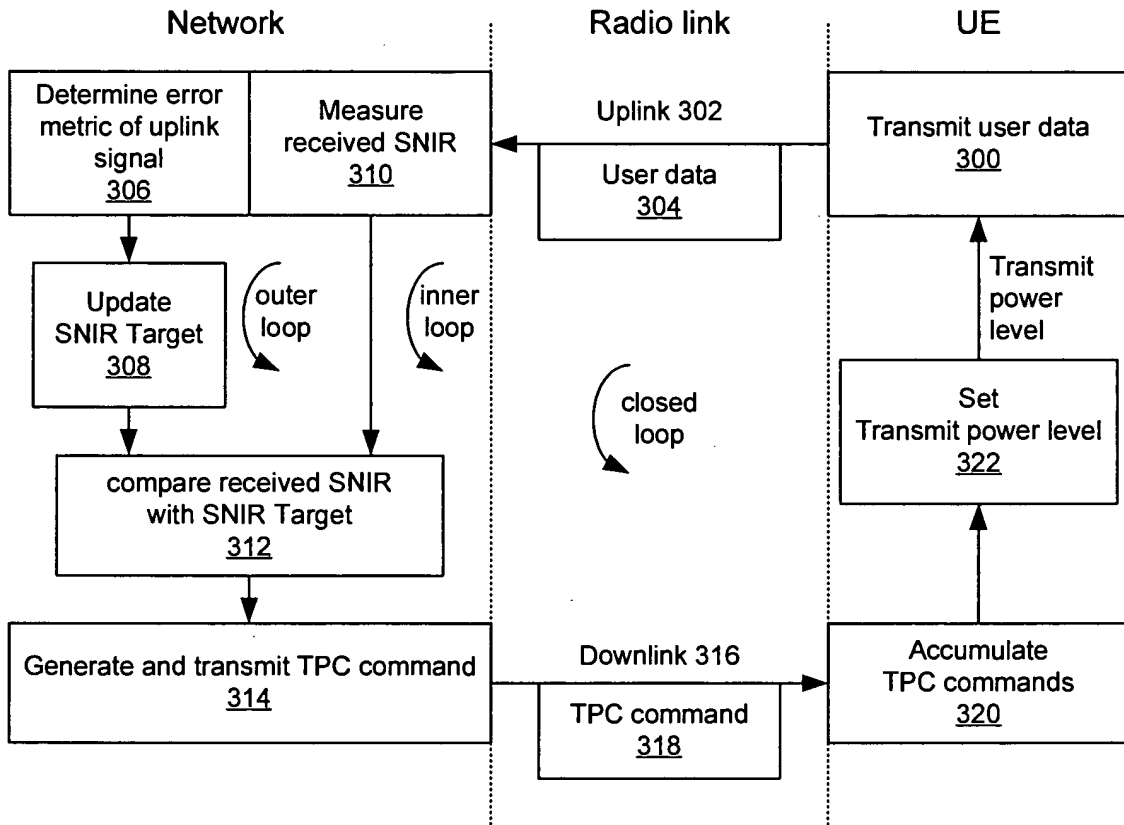 Network
Radio link
UE
Determine error
metric of uplink
signal
306
Measure
received SNIR
310
Uplink 302
User data
304
Transmit user data
300
Update
SNIR Target
308
outer
loop
inner
loop
closed
loop
Transmit
power
level
Set
Transmit power level
322
compare received SNIR
with SNIR Target
312
Generate and transmit TPC command
314
Downlink 316
TPC command
318
Accumulate
TPC commands
320